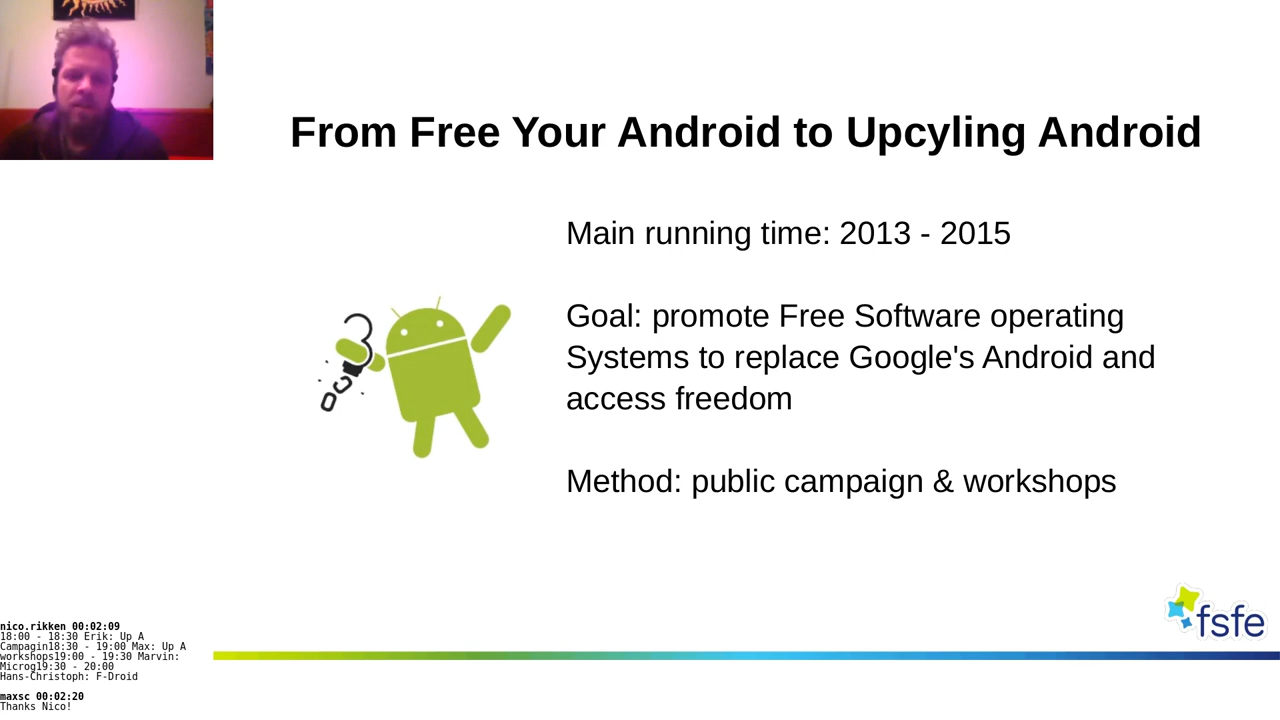 From Free Your Android to Upcyling Android
Main running time: 2013 - 2015
Goal: promote Free Software operating
Systems to replace Google's Android and
access freedom
Method: public campaign & workshops
fsfe
nico.rikken 00:02:09
18:00 - 18:30 Erik: Up A
Campagin18:30 - 19:00 Max: Up A
workshops19:00 - 19:30 Marvin:
Microg19:30 - 20:00
Hans-Christoph: F-Droid
maxsc 00:02:20
Thanks Nico!